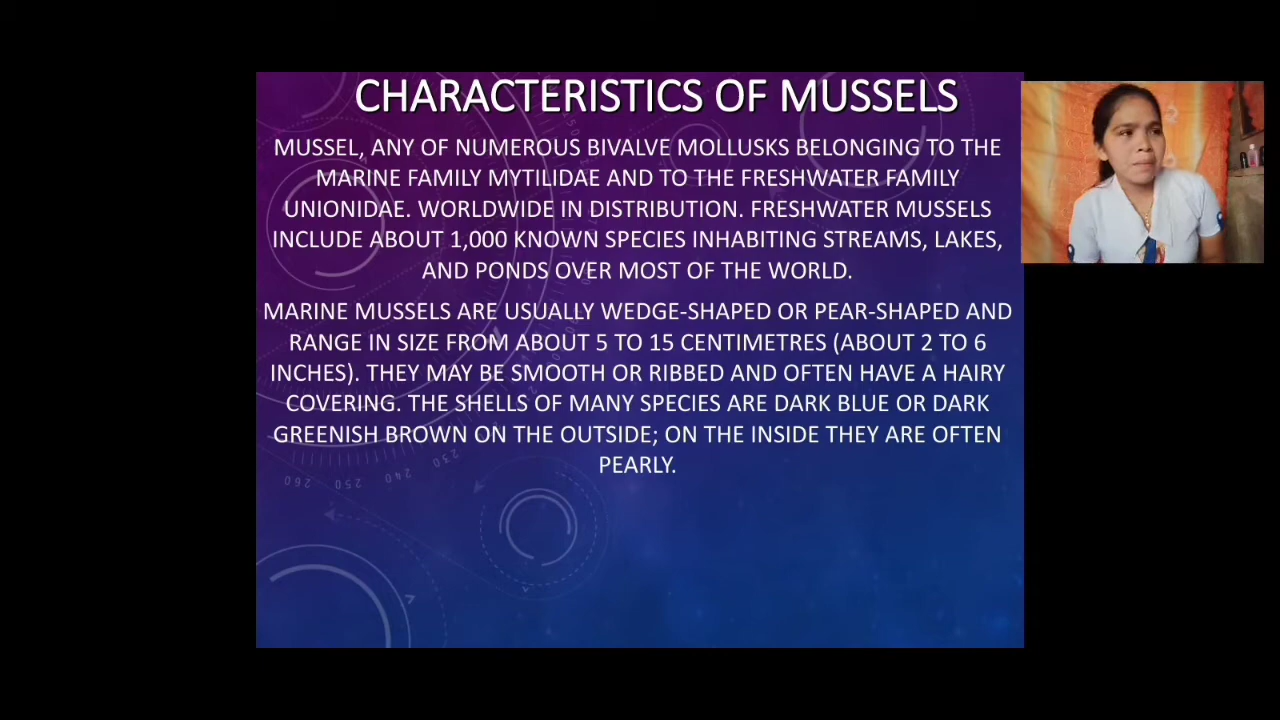 CHARACTERISTICS OF MUSSELS
MUSSEL, ANY OF NUMEROUS BIVALVE MOLLUSKS BELONGING TO THE
MARINE FAMILY MYTILIDAE AND TO THE FRESHWATER FAMILY
UNIONIDAE. WORLDWIDE IN DISTRIBUTION. FRESHWATER MUSSELS
INCLUDE ABOUT 1,000 KNOWN SPECIES INHABITING STREAMS, LAKES,
AND PONDS OVER MOST OF THE WORLD.
MARINE MUSSELS ARE USUALLY WEDGE-SHAPED OR PEAR-SHAPED AND
RANGE IN SIZE FROM ABOUT 5 TO 15 CENTIMETRES (ABOUT 2 TO 6
INCHES). THEY MAY BE SMOOTH OR RIBBED AND OFTEN HAVE A HAIRY
COVERING. THE SHELLS OF MANY SPECIES ARE DARK BLUE OR DARK
GREENISH BROWN ON THE OUTSIDE; ON THE INSIDE THEY ARE OFTEN
PEARLY.
260 250 240 230